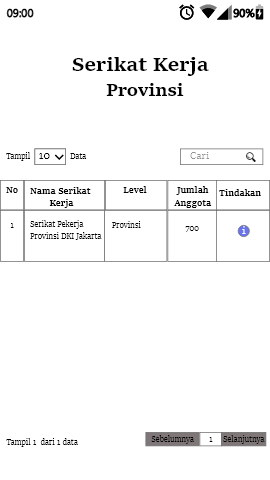 09:00 90%
Serikat Kerja
Provinsi
Tampil 10 Data Cari
No Nama Serikat Kerja Level Jumlah Anggota Tindakan
1 Serikat Pekerja Provinsi DKI Jakarta Provinsi 700 i
Tampil 1 dari 1 data Sebelumnya 1 Selanjutnya